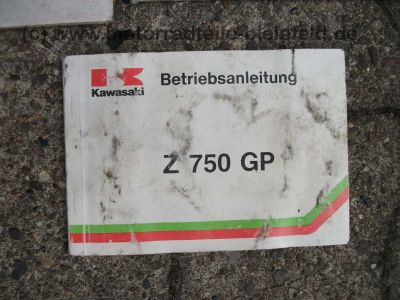 (c) www.motorradteile-bielefeld.de
Betriebsanleitung
Kawasaki
Z 750 GP